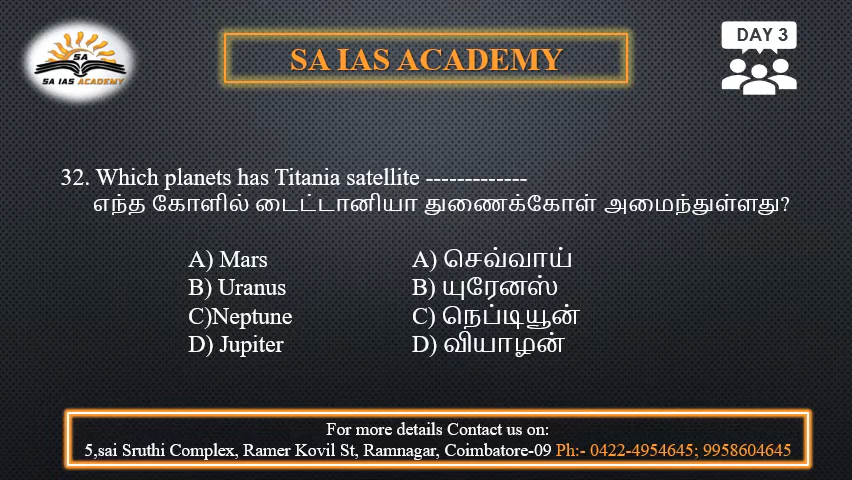 SA
SA IAS ACADEMY
SA IAS ACADEMY
DAY 3
32. Which planets has Titania satellite -------------
எந்த கோளில் டைட்டானியா துணைக்கோள் அமைந்துள்ளது?
A) Mars A) செவ்வாய்
B) Uranus B) யுரேனஸ்
C)Neptune C) நெப்டியூன்
D) Jupiter D) வியாழன்
For more details Contact us on:
5,sai Sruthi Complex, Ramer Kovil St, Ramnagar, Coimbatore-09 Ph:- 0422-4954645; 9958604645